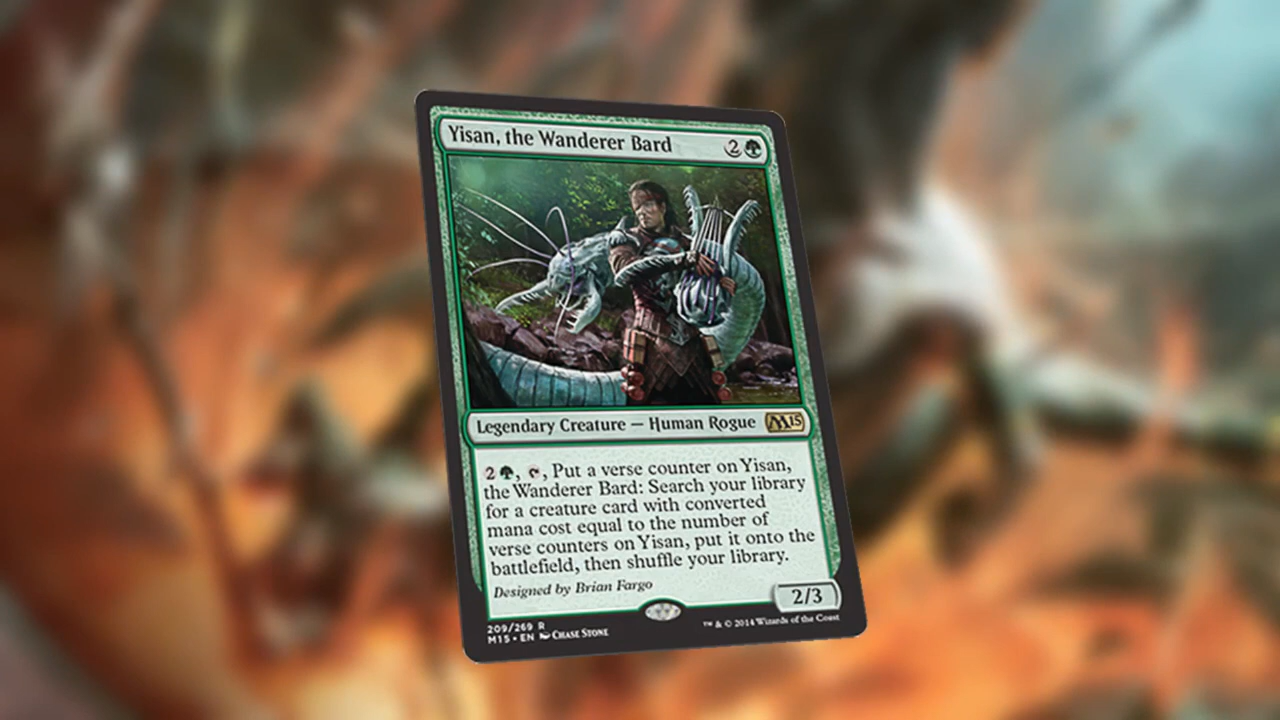 Yisan, the Wanderer Bard 2
Legendary Creature — Human Rogue M15
2 , , Put a verse counter on Yisan,
the Wanderer Bard: Search your library
for a creature card with converted
mana cost equal to the number of
verse counters on Yisan, put it onto the
battlefield, then shuffle your library.
Designed by Brian Fargo
2/3
209/269 R
M15 • EN Chase Stone
™ & © 2014 Wizards of the Coast